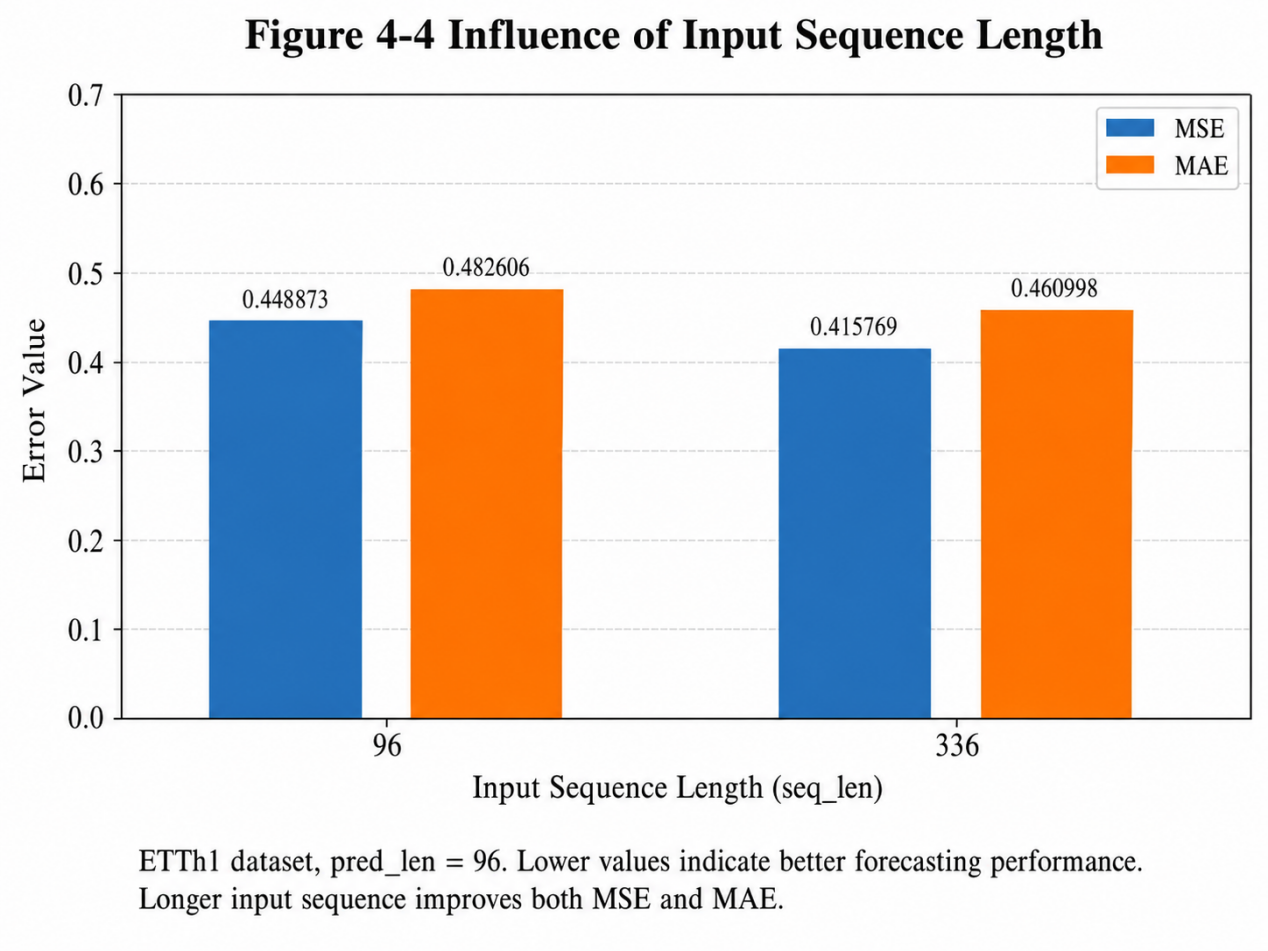 Figure 4-4 Influence of Input Sequence Length
0.7
0.6
0.5
0.4
0.3
0.2
0.1
0.0
Error Value
MSE
MAE
0.448873
0.482606
0.415769
0.460998
96
336
Input Sequence Length (seq_len)
ETTh1 dataset, pred_len = 96. Lower values indicate better forecasting performance.
Longer input sequence improves both MSE and MAE.